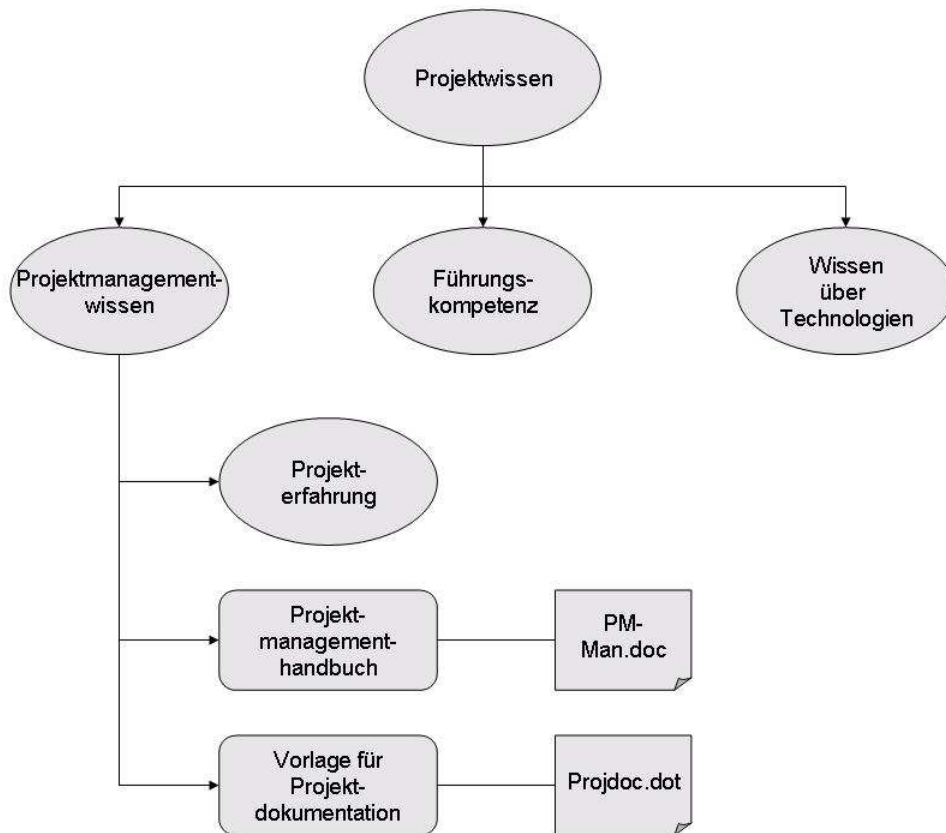 Projektwissen
Projektmanagement-
wissen
Führungs-
kompetenz
Wissen
über
Technologien
Projekt-
erfahrung
Projekt-
management-
handbuch
PM-
Man.doc
Vorlage für
Projekt-
dokumentation
Projdoc.dot